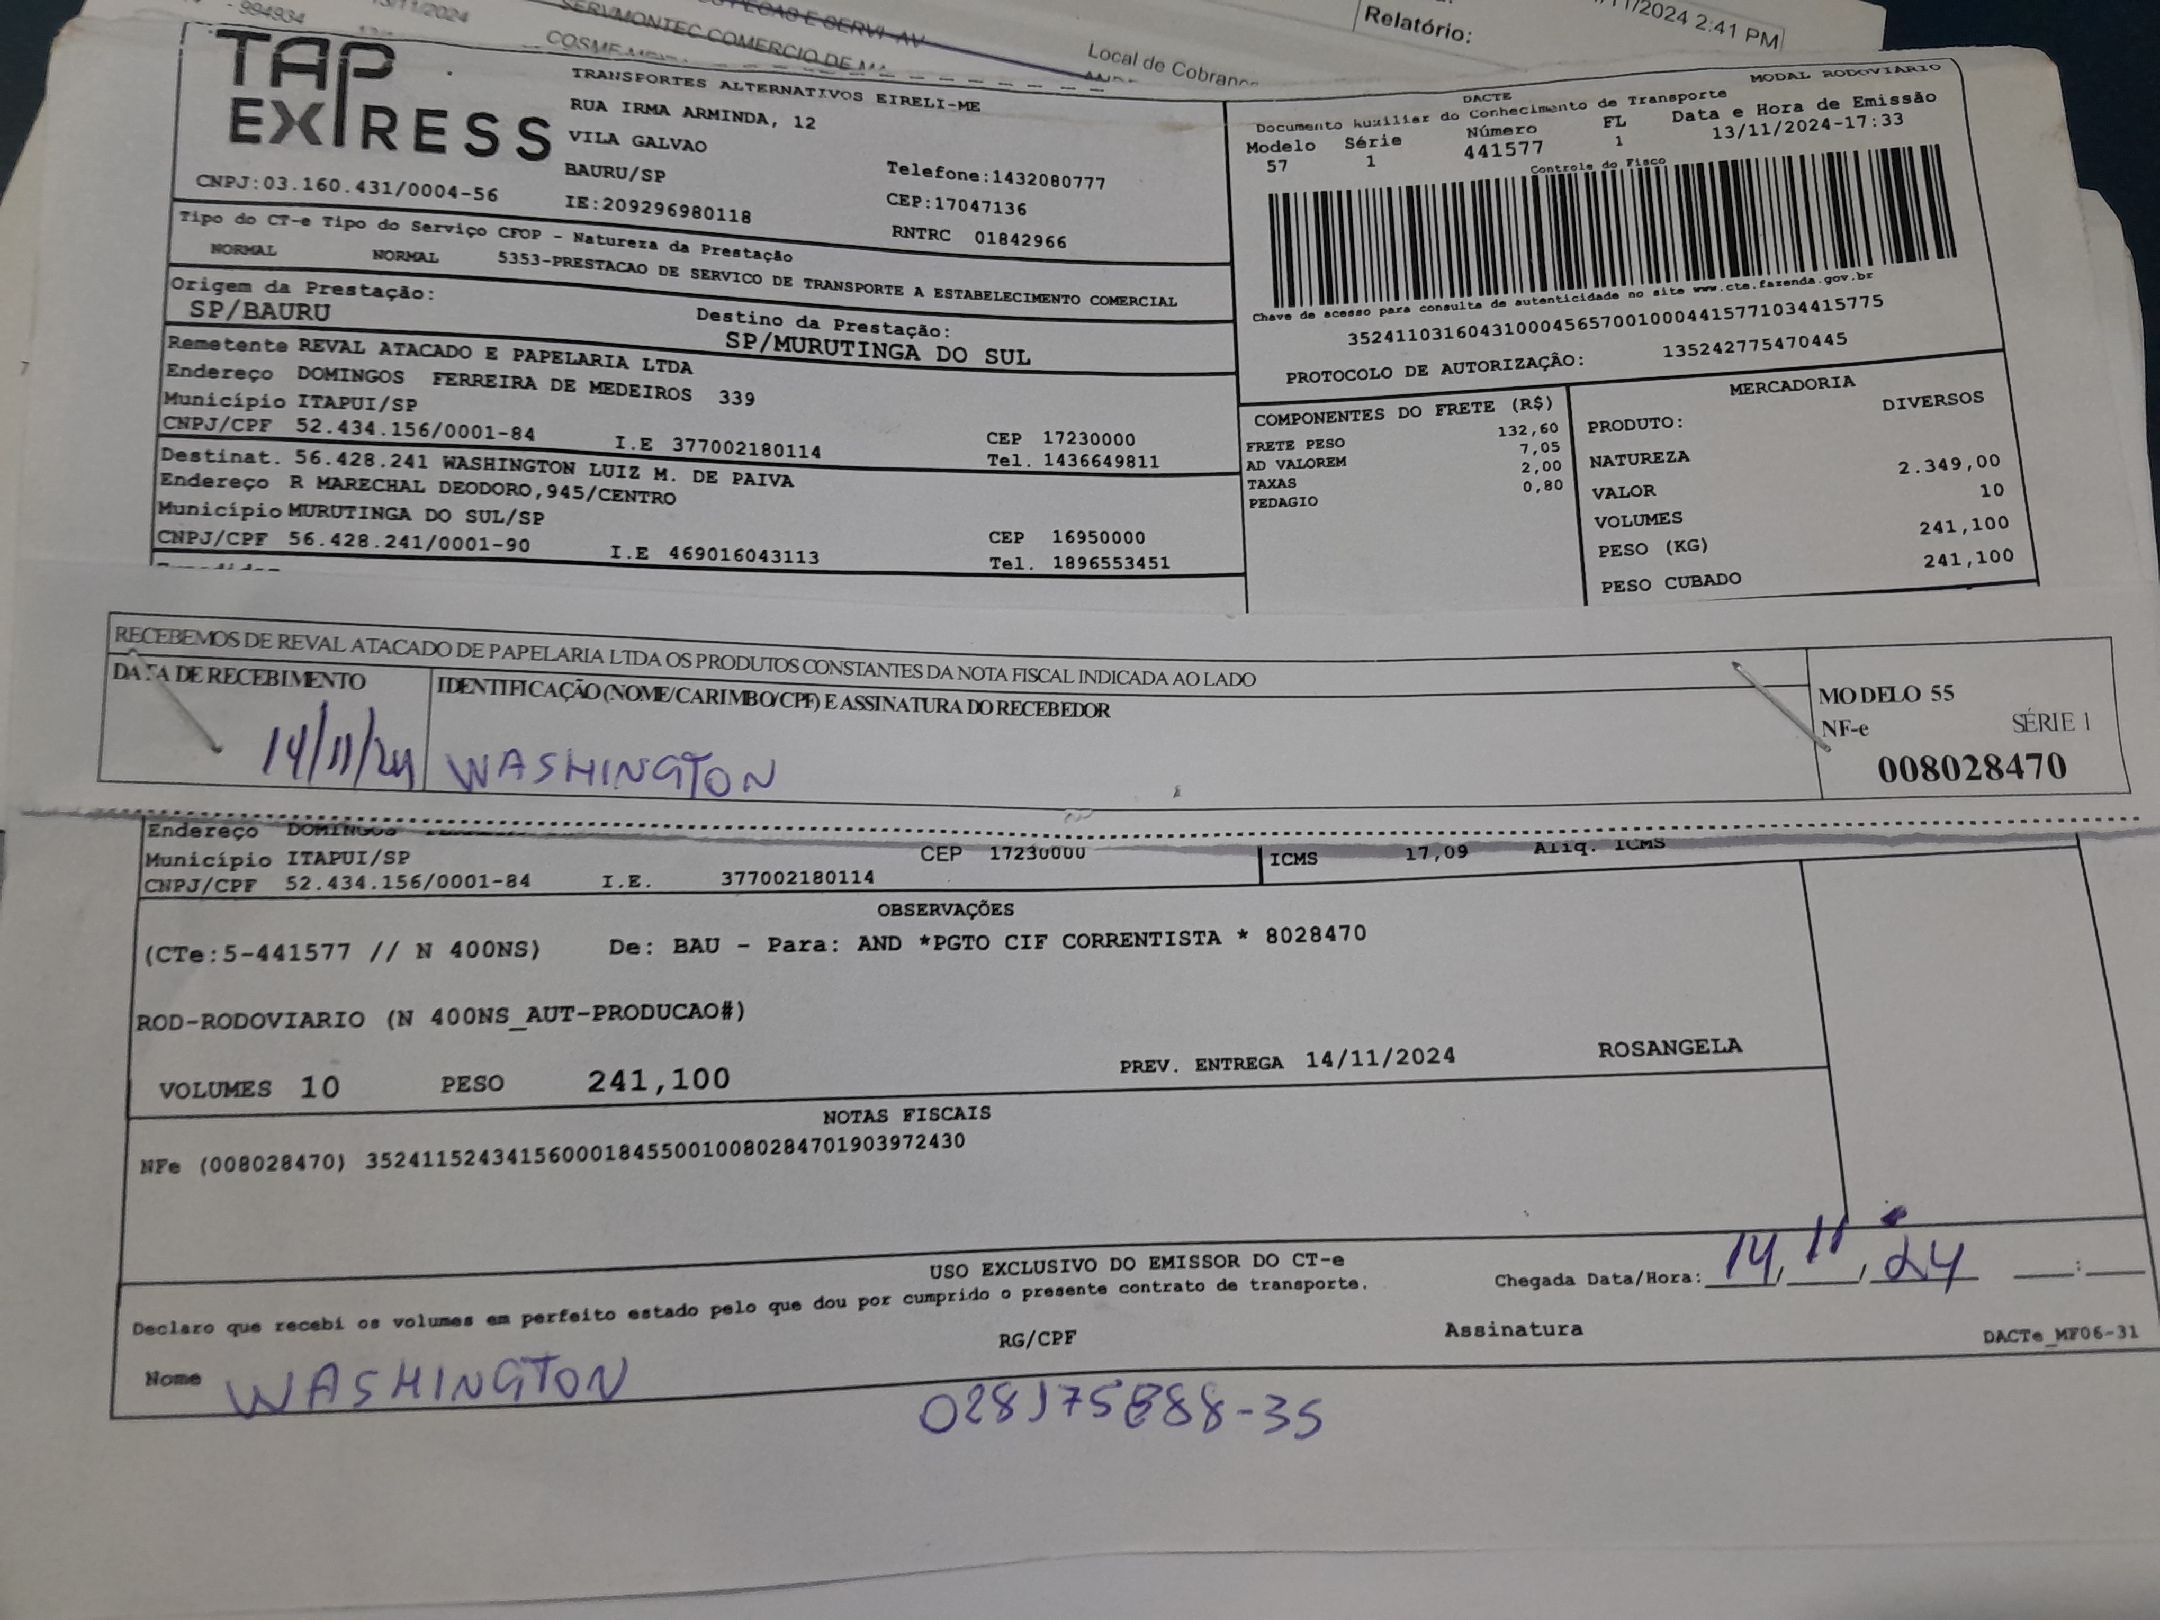 - 994934
13/11/2024
SERVMONTEC COMERCIO DE
Local de Cobrança
Relatório:
/11/2024 2:41 PM
TAP EXPRESS
CNPJ:03.160.431/0004-56
TRANSPORTES ALTERNATIVOS EIRELI-ME
RUA IRMA ARMINDA, 12
VILA GALVAO
BAURU/SP
IE:209296980118
Telefone:1432080777
CEP:17047136
RNTRC 01842966
DACTE
MODAL RODOVIARIO
Documento Auxiliar do Conhecimento de Transporte
Modelo Série Número FL Data e Hora de Emissão
57 1 441577 1 13/11/2024-17:33
Controle do Fisco
Chave de acesso para consulta de autenticidade no site www.cte.fazenda.gov.br
35241103160431000456570010004415771034415775
PROTOCOLO DE AUTORIZAÇÃO: 135242775470445
Tipo do CT-e Tipo do Serviço CFOP - Natureza da Prestação
NORMAL NORMAL 5353-PRESTACAO DE SERVICO DE TRANSPORTE A ESTABELECIMENTO COMERCIAL
Origem da Prestação:
SP/BAURU
Destino da Prestação:
SP/MURUTINGA DO SUL
Remetente REVAL ATACADO E PAPELARIA LTDA
Endereço DOMINGOS FERREIRA DE MEDEIROS 339
Município ITAPUI/SP
CNPJ/CPF 52.434.156/0001-84 I.E 377002180114
CEP 17230000
Tel. 1436649811
Destinat. 56.428.241 WASHINGTON LUIZ M. DE PAIVA
Endereço R MARECHAL DEODORO,945/CENTRO
Município MURUTINGA DO SUL/SP
CNPJ/CPF 56.428.241/0001-90 I.E 469016043113
CEP 16950000
Tel. 1896553451
COMPONENTES DO FRETE (R$)
FRETE PESO 132,60
AD VALOREM 7,05
TAXAS 2,00
PEDAGIO 0,80
MERCADORIA
PRODUTO: DIVERSOS
NATUREZA
VALOR 2.349,00
VOLUMES 10
PESO (KG) 241,100
PESO CUBADO 241,100
RECEBEMOS DE REVAL ATACADO DE PAPELARIA LTDA OS PRODUTOS CONSTANTES DA NOTA FISCAL INDICADA AO LADO
DATA DE RECEBIMENTO
14/11/24
IDENTIFICAÇÃO (NOME/CARIMBO/CPF) E ASSINATURA DO RECEBEDOR
WASHINGTON
MODELO 55
NF-e SÉRIE 1
008028470
Endereço DOMINGOS
Município ITAPUI/SP CEP 17230000
CNPJ/CPF 52.434.156/0001-84 I.E. 377002180114
ICMS 17,09 Aliq. ICMS
OBSERVAÇÕES
(CTe:5-441577 // N 400NS) De: BAU - Para: AND *PGTO CIF CORRENTISTA * 8028470
ROD-RODOVIARIO (N 400NS_AUT-PRODUCAO#)
VOLUMES 10 PESO 241,100 PREV. ENTREGA 14/11/2024 ROSANGELA
NOTAS FISCAIS
NFe (008028470) 35241152434156000184550010080284701903972430
USO EXCLUSIVO DO EMISSOR DO CT-e
Declaro que recebi os volumes em perfeito estado pelo que dou por cumprido o presente contrato de transporte.
Chegada Data/Hora: 14, 11, 24 :
Nome WASHINGTON
RG/CPF
028175888-35
Assinatura
DACTe_MF06-31